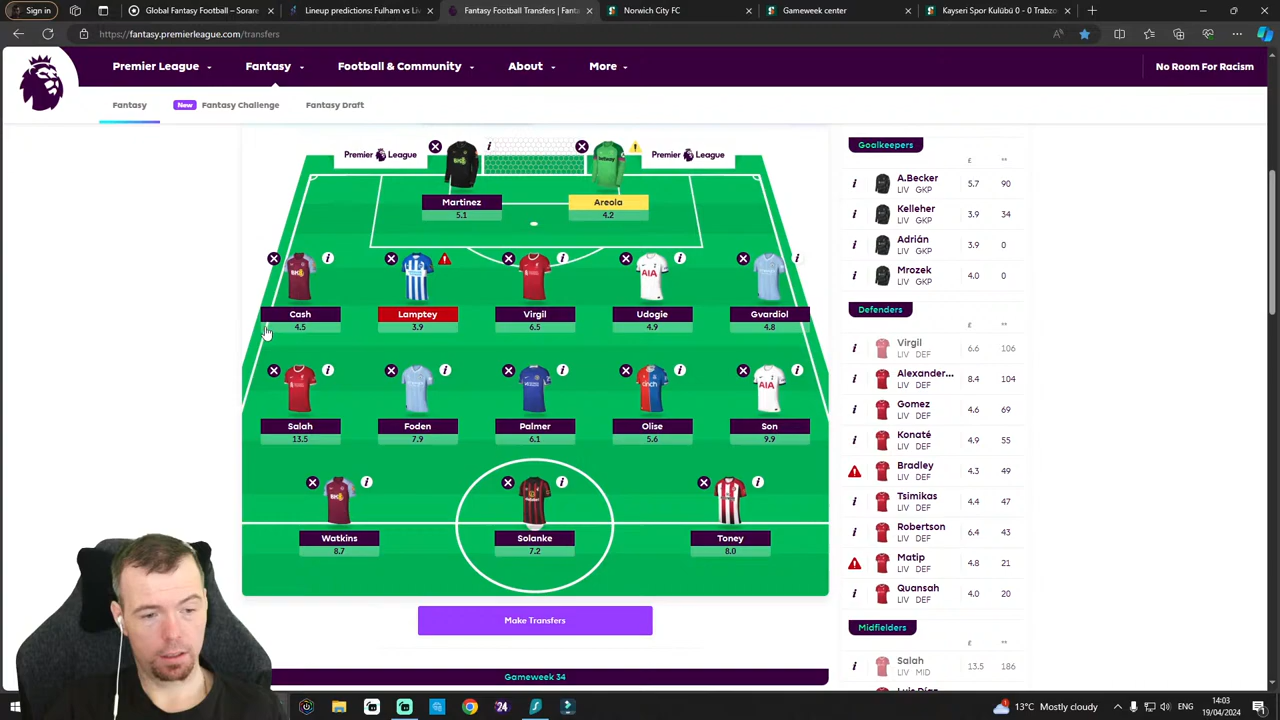 Sign in
Global Fantasy Football – Sorare
Lineup predictions: Fulham vs Liv
Fantasy Football Transfers | Fanta
Norwich City FC
Gameweek center
Kayseri Spor Kulübü 0 - 0 Trabzo
https://fantasy.premierleague.com/transfers
Premier League
Fantasy
Football & Community
About
More
No Room For Racism
Fantasy
New
Fantasy Challenge
Fantasy Draft
Premier League
Premier League
Martinez
5.1
Areola
4.2
Cash
4.5
Lamptey
3.9
Virgil
6.5
Udogie
4.9
Gvardiol
4.8
Salah
13.5
Foden
7.9
Palmer
6.1
Olise
5.6
Son
9.9
Watkins
8.7
Solanke
7.2
Toney
8.0
Make Transfers
Gameweek 34
Goalkeepers
£ **
A.Becker 5.7 90
LIV GKP
Kelleher 3.9 34
LIV GKP
Adrián 3.9 0
LIV GKP
Mrozek 4.0 0
LIV GKP
Defenders
£ **
Virgil 6.6 106
LIV DEF
Alexander... 8.4 104
LIV DEF
Gomez 4.6 69
LIV DEF
Konaté 4.9 55
LIV DEF
Bradley 4.3 49
LIV DEF
Tsimikas 4.4 47
LIV DEF
Robertson 6.4 43
LIV DEF
Matip 4.8 21
LIV DEF
Quansah 4.0 20
LIV DEF
Midfielders
£ **
Salah 13.5 186
LIV MID
13°C Mostly cloudy
14:03
19/04/2024